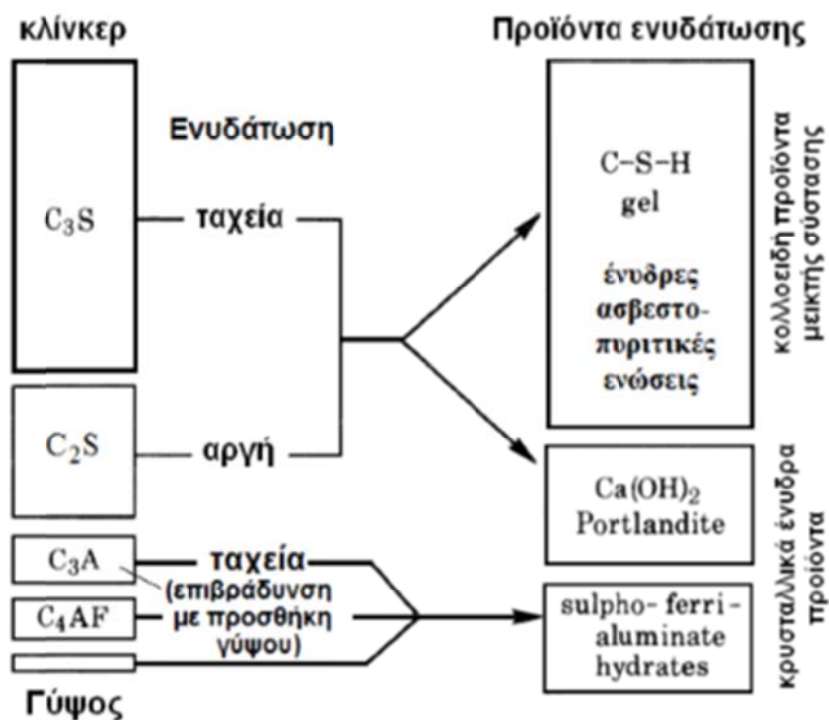 κλίνκερ
Προϊόντα ενυδάτωσης
Ενυδάτωση
C₃S
ταχεία
C₂S
αργή
C₃A
ταχεία
(επιβράδυνση
με προσθήκη
γύψου)
C₄AF
Γύψος
C-S-H
gel
ένυδρες
ασβεστο-
πυριτικές
ενώσεις
Ca(OH)₂
Portlandite
sulpho-ferri-
aluminate
hydrates
κολλοειδή προϊόντα
μεικτής σύστασης
κρυσταλλικά ένυδρα
προϊόντα